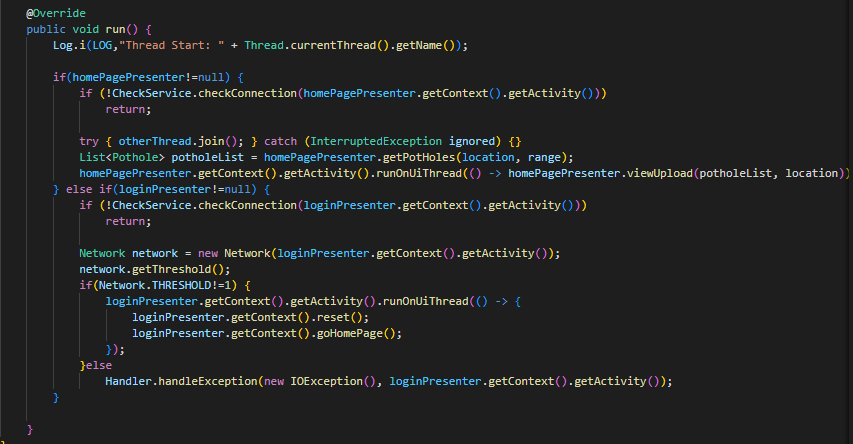 @Override
public void run() {
    Log.i(LOG,"Thread Start: " + Thread.currentThread().getName());

    if(homePagePresenter!=null) {
        if (!CheckService.checkConnection(homePagePresenter.getContext().getActivity()))
            return;

        try { otherThread.join(); } catch (InterruptedException ignored) {}
        List<Pothole> potholeList = homePagePresenter.getPotHoles(location, range);
        homePagePresenter.getContext().getActivity().runOnUiThread(() -> homePagePresenter.viewUpload(potholeList, location))
    } else if(loginPresenter!=null) {
        if (!CheckService.checkConnection(loginPresenter.getContext().getActivity()))
            return;

        Network network = new Network(loginPresenter.getContext().getActivity());
        network.getThreshold();
        if(Network.THRESHOLD!=1) {
            loginPresenter.getContext().getActivity().runOnUiThread(() -> {
                loginPresenter.getContext().reset();
                loginPresenter.getContext().goHomePage();
            });
        }else
            Handler.handleException(new IOException(), loginPresenter.getContext().getActivity());
    }

}